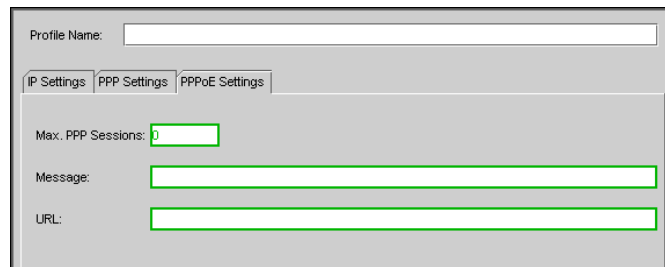 Profile Name:
IP Settings PPP Settings PPPoE Settings
Max. PPP Sessions: 0
Message:
URL: